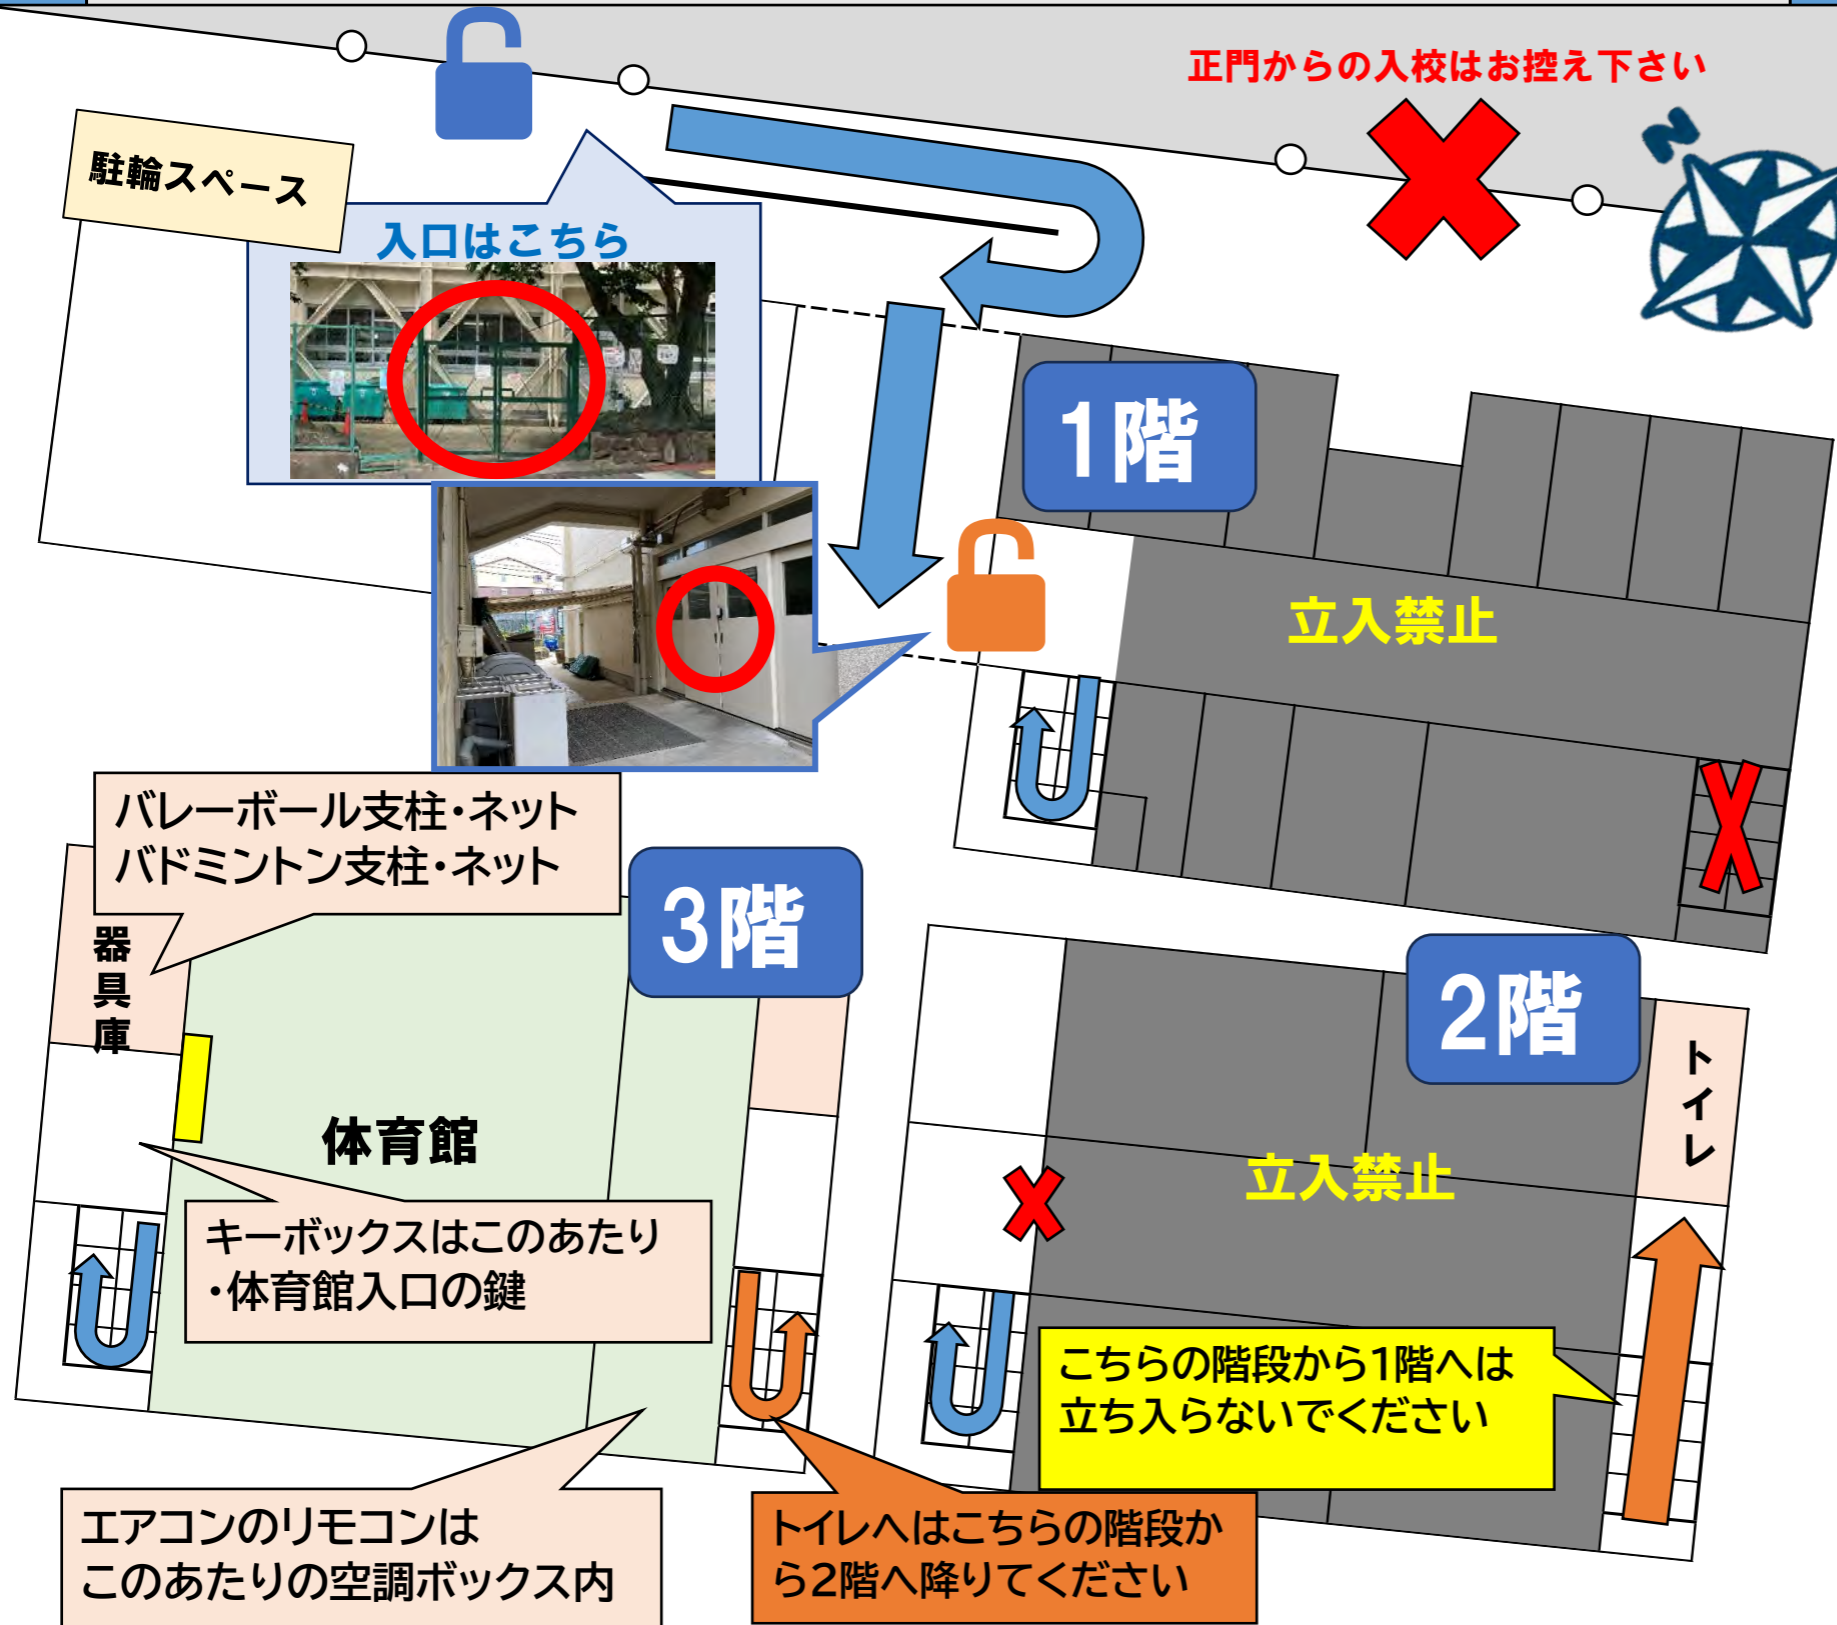 正門からの入校はお控え下さい
N
駐輪スペース
入口はこちら
1階
立入禁止
バレーボール支柱・ネット
バドミントン支柱・ネット
器具庫
3階
2階
トイレ
体育館
立入禁止
キーボックスはこのあたり
・体育館入口の鍵
こちらの階段から1階へは
立ち入らないでください
エアコンのリモコンは
このあたりの空調ボックス内
トイレへはこちらの階段か
ら2階へ降りてください